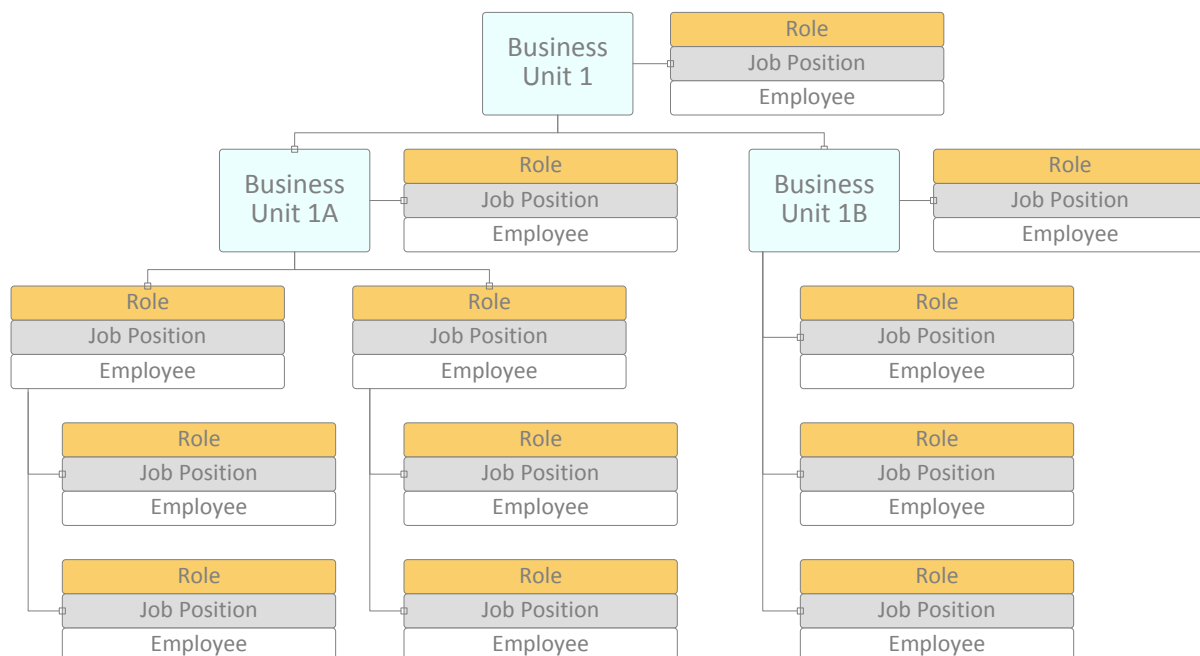 Business
Unit 1
Role
Job Position
Employee
Business
Unit 1A
Role
Job Position
Employee
Business
Unit 1B
Role
Job Position
Employee
Role
Job Position
Employee
Role
Job Position
Employee
Role
Job Position
Employee
Role
Job Position
Employee
Role
Job Position
Employee
Role
Job Position
Employee
Role
Job Position
Employee
Role
Job Position
Employee
Role
Job Position
Employee